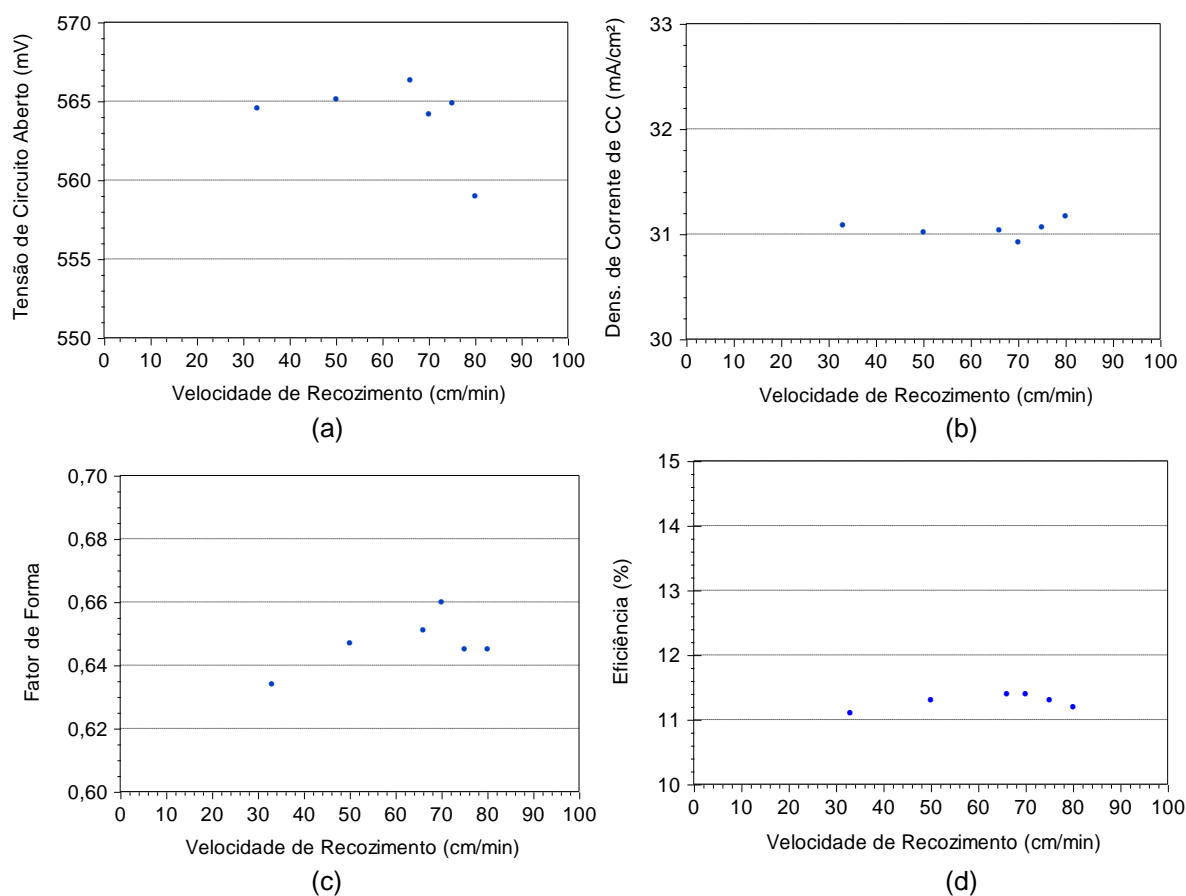 570
565
560
555
550
Tensão de Circuito Aberto (mV)
0 10 20 30 40 50 60 70 80 90 100
Velocidade de Recozimento (cm/min)
(a)
33
32
31
30
Dens. de Corrente de CC (mA/cm²)
0 10 20 30 40 50 60 70 80 90 100
Velocidade de Recozimento (cm/min)
(b)
0,70
0,68
0,66
0,64
0,62
0,60
Fator de Forma
0 10 20 30 40 50 60 70 80 90 100
Velocidade de Recozimento (cm/min)
(c)
15
14
13
12
11
10
Eficiência (%)
0 10 20 30 40 50 60 70 80 90 100
Velocidade de Recozimento (cm/min)
(d)